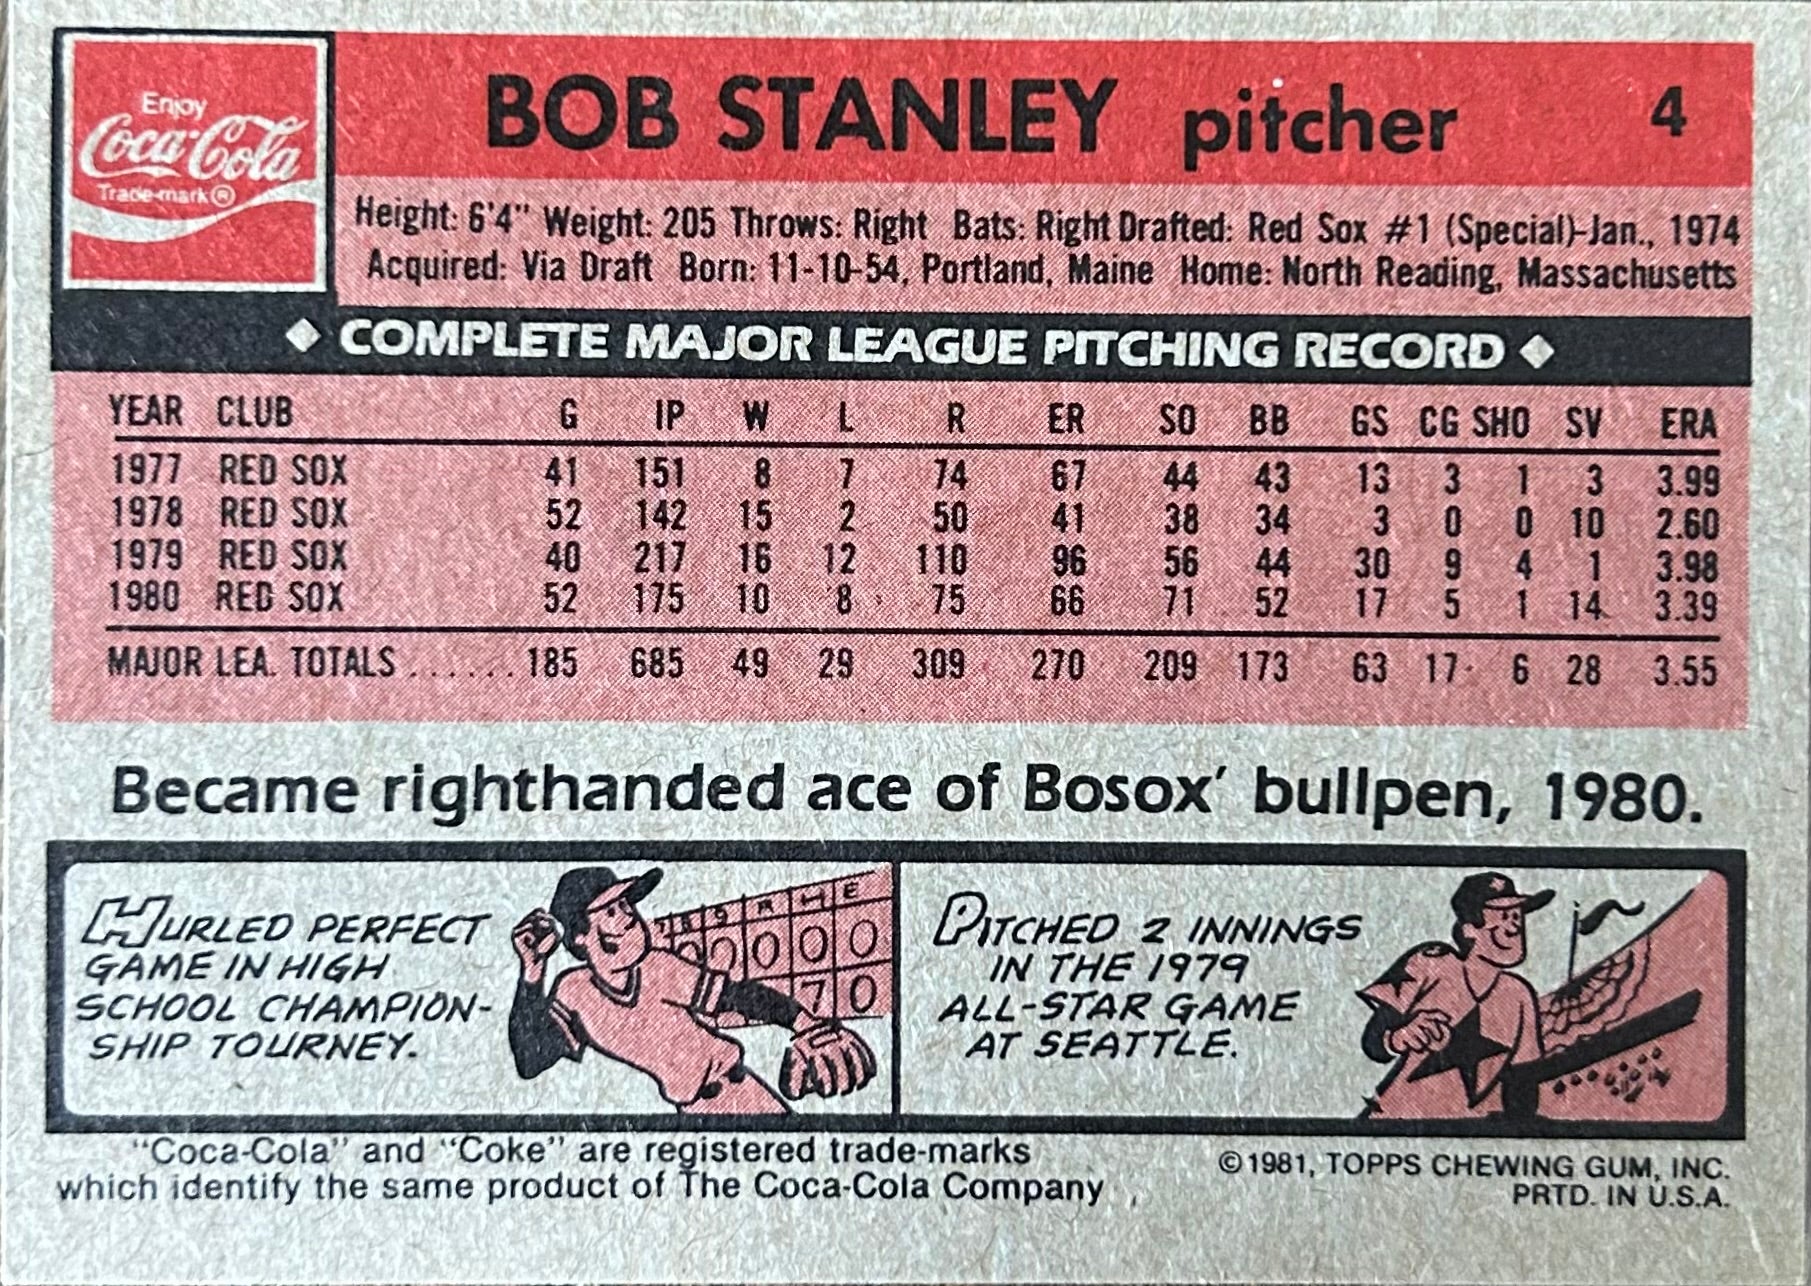 Enjoy
Coca-Cola
Trade-mark®
BOB STANLEY pitcher 4
Height: 6'4" Weight: 205 Throws: Right Bats: Right Drafted: Red Sox #1 (Special)-Jan., 1974
Acquired: Via Draft Born: 11-10-54, Portland, Maine Home: North Reading, Massachusetts
◆ COMPLETE MAJOR LEAGUE PITCHING RECORD ◆
YEAR CLUB G IP W L R ER SO BB GS CG SHO SV ERA
1977 RED SOX 41 151 8 7 74 67 44 43 13 3 1 3 3.99
1978 RED SOX 52 142 15 2 50 41 38 34 3 0 0 10 2.60
1979 RED SOX 40 217 16 12 110 96 56 44 30 9 4 1 3.98
1980 RED SOX 52 175 10 8 75 66 71 52 17 5 1 14 3.39
MAJOR LEA. TOTALS ...... 185 685 49 29 309 270 209 173 63 17 6 28 3.55
Became righthanded ace of Bosox' bullpen, 1980.
HURLED PERFECT
GAME IN HIGH
SCHOOL CHAMPION-
SHIP TOURNEY.
7 8 9 R H E
0 0 0 0 0
7 0
PITCHED 2 INNINGS
IN THE 1979
ALL-STAR GAME
AT SEATTLE.
"Coca-Cola" and "Coke" are registered trade-marks
which identify the same product of The Coca-Cola Company
©1981, TOPPS CHEWING GUM, INC.
PRTD. IN U.S.A.